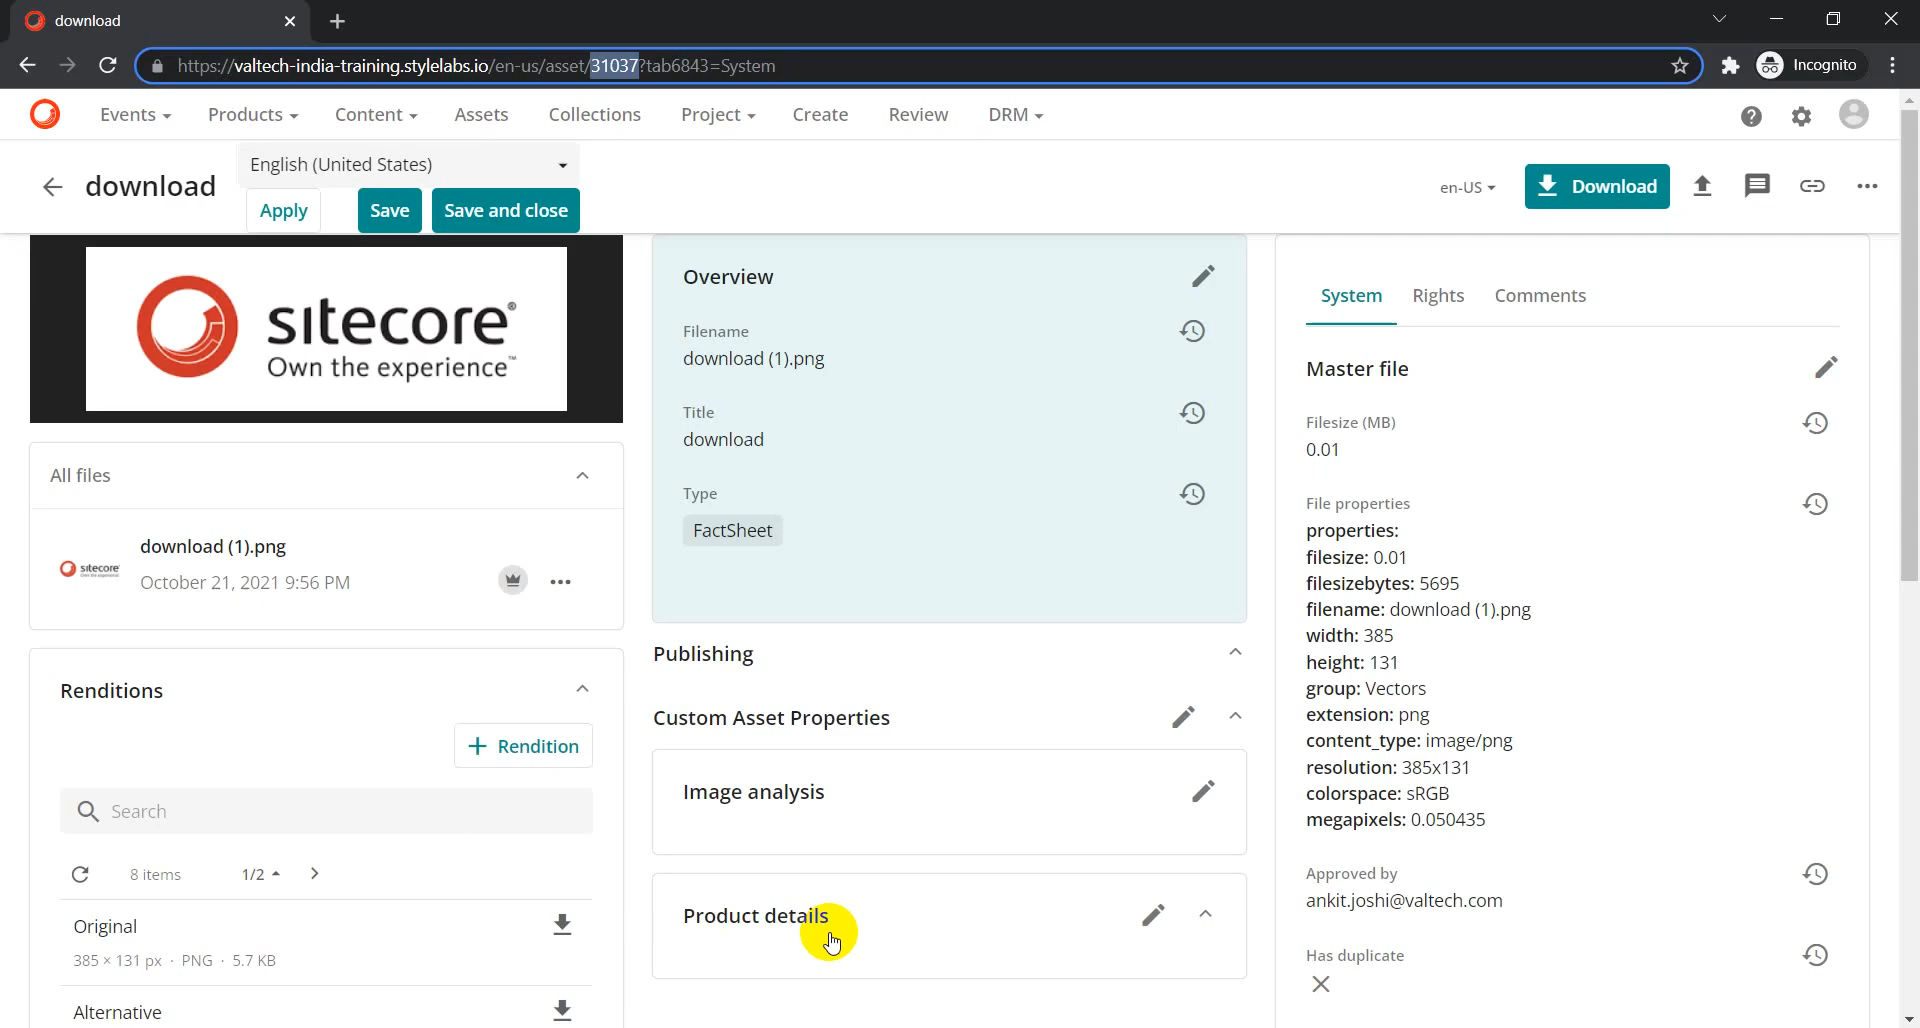 download
https://valtech-india-training.stylelabs.io/en-us/asset/31037?tab6843=System
Incognito
Events
Products
Content
Assets
Collections
Project
Create
Review
DRM
download
English (United States)
Apply
Save
Save and close
en-US
Download
sitecore®
Own the experience™
All files
sitecore
download (1).png
October 21, 2021 9:56 PM
Renditions
Rendition
Search
8 items
1/2
Original
385 × 131 px · PNG · 5.7 KB
Alternative
Overview
Filename
download (1).png
Title
download
Type
FactSheet
Publishing
Custom Asset Properties
Image analysis
Product details
System
Rights
Comments
Master file
Filesize (MB)
0.01
File properties
properties:
filesize: 0.01
filesizebytes: 5695
filename: download (1).png
width: 385
height: 131
group: Vectors
extension: png
content_type: image/png
resolution: 385x131
colorspace: sRGB
megapixels: 0.050435
Approved by
ankit.joshi@valtech.com
Has duplicate